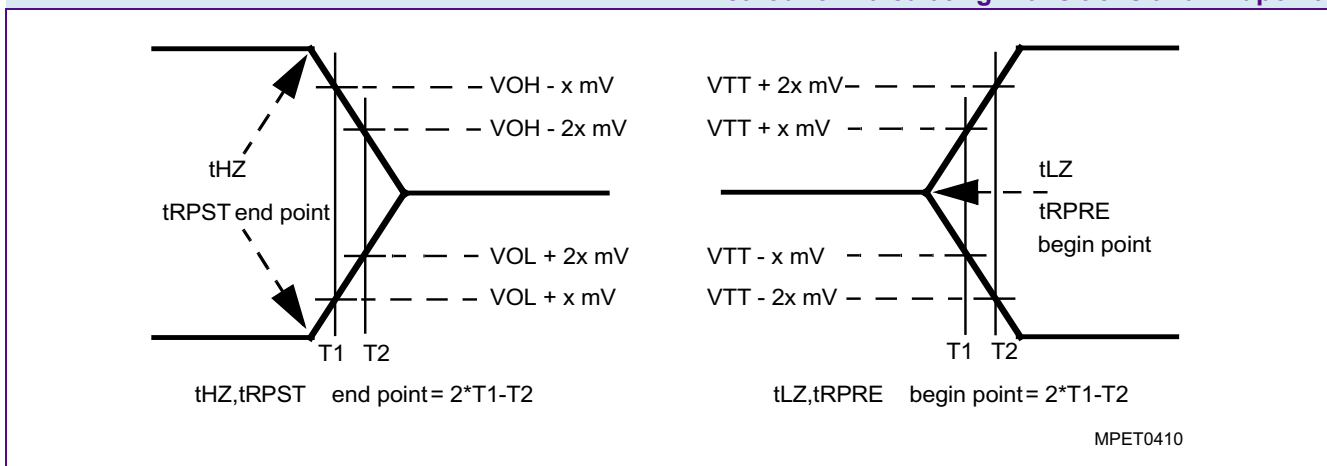 VOH - x mV
VOH - 2x mV
tHZ
tRPST end point
VOL + 2x mV
VOL + x mV
T1 T2
tHZ,tRPST end point= 2*T1-T2
VTT + 2x mV
VTT + x mV
tLZ
tRPRE
begin point
VTT - x mV
VTT - 2x mV
T1 T2
tLZ,tRPRE begin point= 2*T1-T2
MPET0410